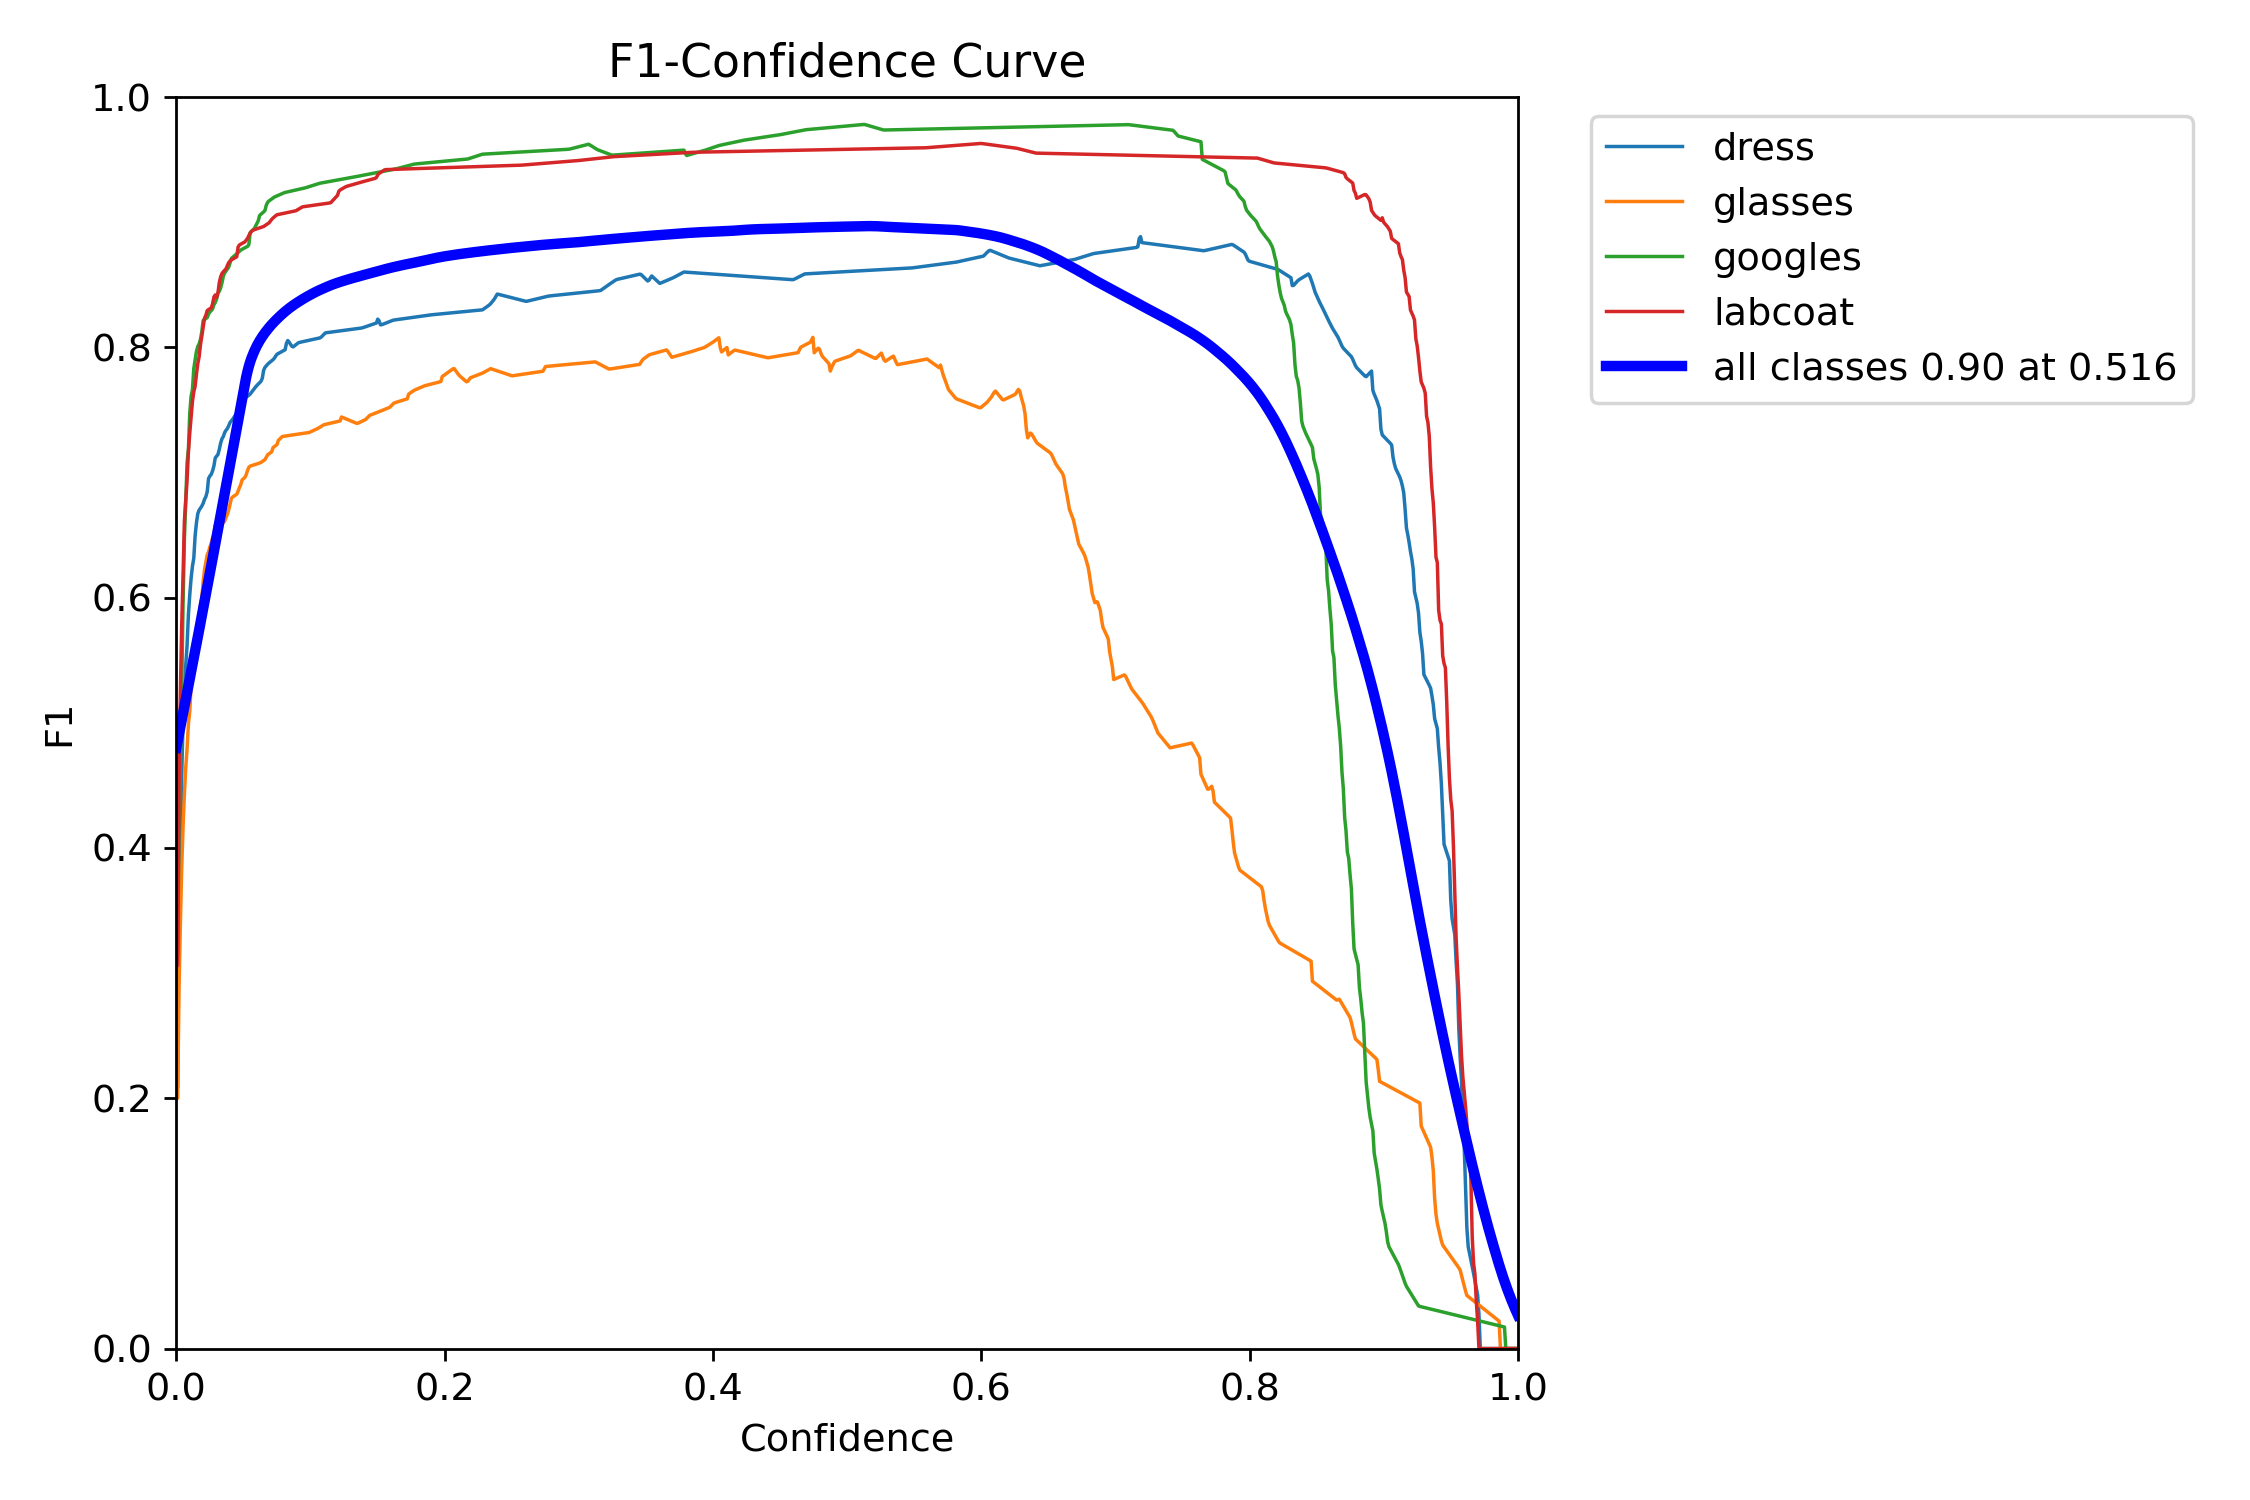 F1-Confidence Curve
1.0
0.8
0.6
0.4
0.2
0.0
F1
0.0 0.2 0.4 0.6 0.8 1.0
Confidence
dress
glasses
googles
labcoat
all classes 0.90 at 0.516